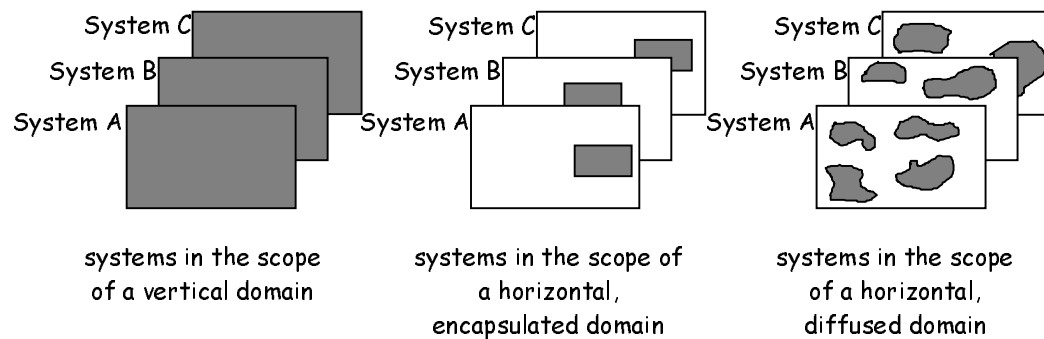 System C
System B
System A
systems in the scope
of a vertical domain
System C
System B
System A
systems in the scope of
a horizontal,
encapsulated domain
System C
System B
System A
systems in the scope
of a horizontal,
diffused domain